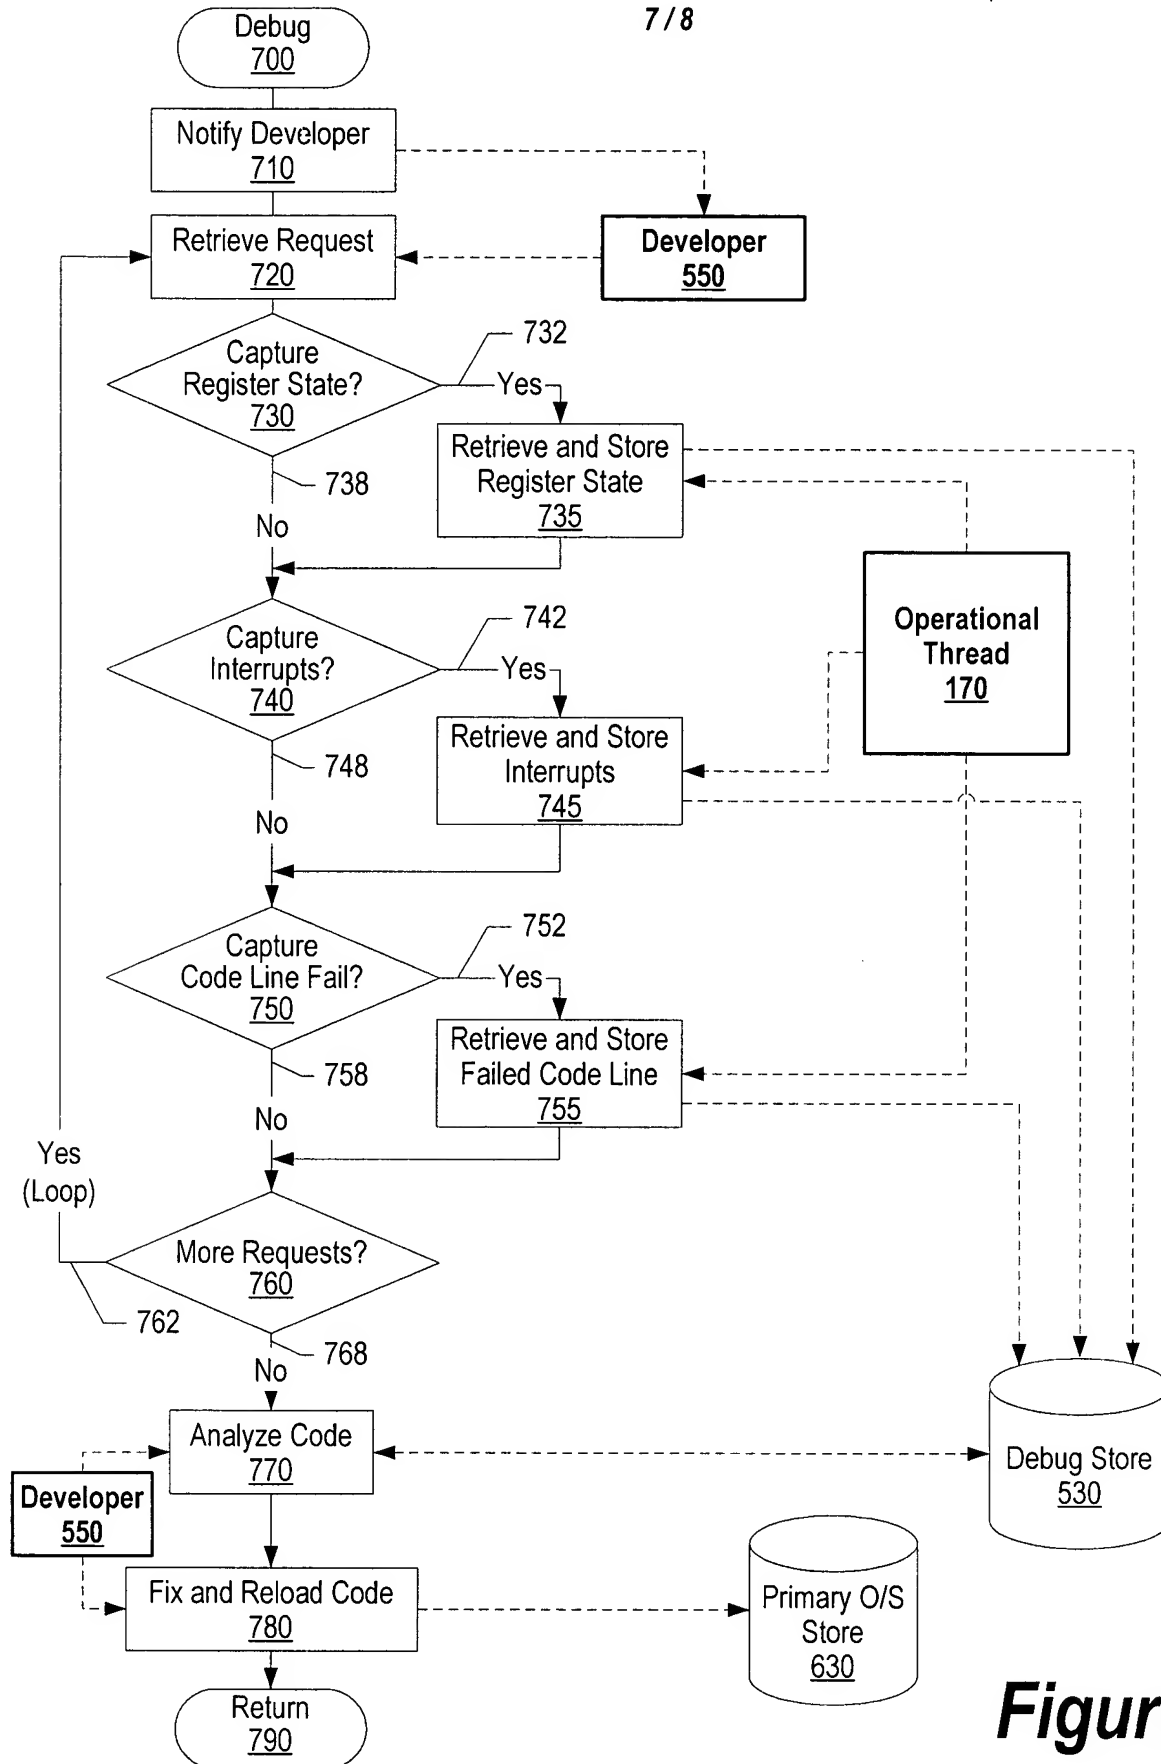 7 / 8
Debug
700
Notify Developer
710
Retrieve Request
720
Developer
550
Capture
Register State?
730
732
Yes
Retrieve and Store
Register State
735
738
No
Operational
Thread
170
Capture
Interrupts?
740
742
Yes
Retrieve and Store
Interrupts
745
748
No
Capture
Code Line Fail?
750
752
Yes
Retrieve and Store
Failed Code Line
755
758
No
Yes
(Loop)
More Requests?
760
762
768
No
Analyze Code
770
Debug Store
530
Developer
550
Fix and Reload Code
780
Primary O/S
Store
630
Return
790
Figur